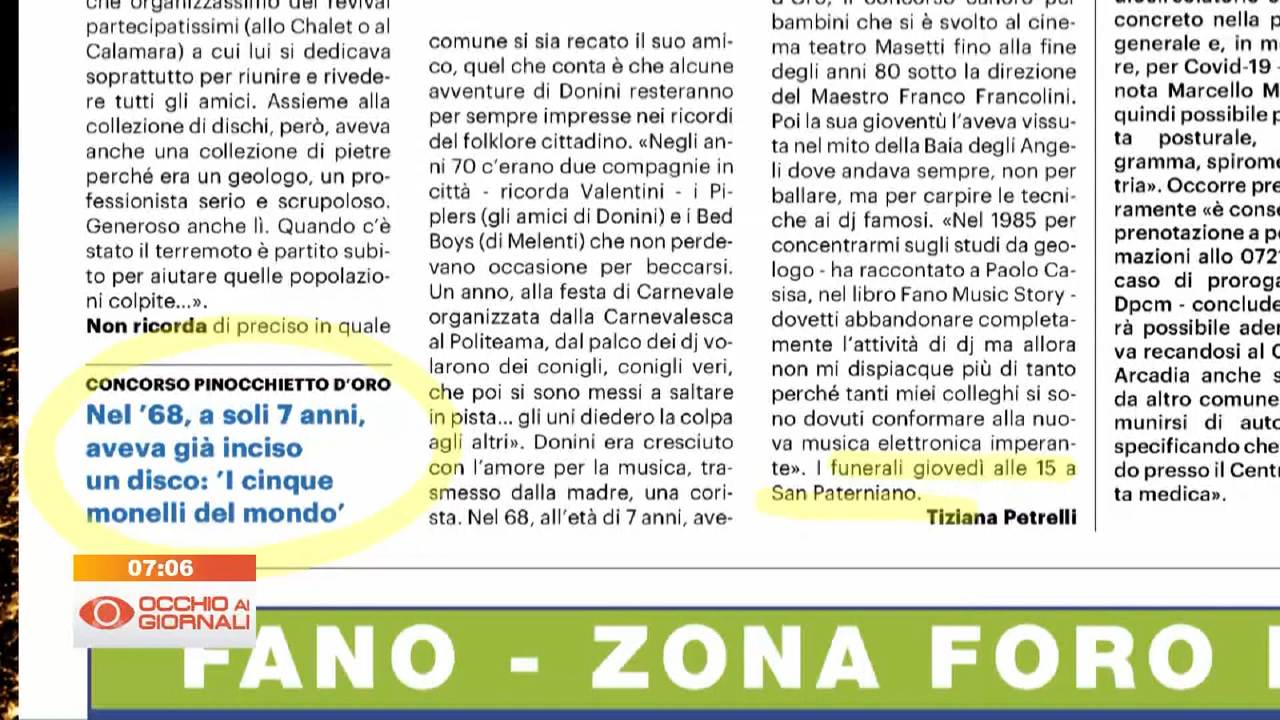 che organizzassimo dei revival
partecipatissimi (allo Chalet o al
Calamara) a cui lui si dedicava
soprattutto per riunire e rivede-
re tutti gli amici. Assieme alla
collezione di dischi, però, aveva
anche una collezione di pietre
perché era un geologo, un pro-
fessionista serio e scrupoloso.
Generoso anche lì. Quando c'è
stato il terremoto è partito subi-
to per aiutare quelle popolazio-
ni colpite...».
Non ricorda di preciso in quale
CONCORSO PINOCCHIETTO D'ORO
Nel '68, a soli 7 anni,
aveva già inciso
un disco: 'I cinque
monelli del mondo'
comune si sia recato il suo ami-
co, quel che conta è che alcune
avventure di Donini resteranno
per sempre impresse nei ricordi
del folklore cittadino. «Negli an-
ni 70 c'erano due compagnie in
città - ricorda Valentini - i Pi-
plers (gli amici di Donini) e i Bed
Boys (di Melenti) che non perde-
vano occasione per beccarsi.
Un anno, alla festa di Carnevale
organizzata dalla Carnevalesca
al Politeama, dal palco dei dj vo-
larono dei conigli, conigli veri,
che poi si sono messi a saltare
in pista... gli uni diedero la colpa
agli altri». Donini era cresciuto
con l'amore per la musica, tra-
smesso dalla madre, una cori-
sta. Nel 68, all'età di 7 anni, ave-
d'Oro, il concorso canoro per
bambini che si è svolto al cine-
ma teatro Masetti fino alla fine
degli anni 80 sotto la direzione
del Maestro Franco Francolini.
Poi la sua gioventù l'aveva vissu-
ta nel mito della Baia degli Ange-
li dove andava sempre, non per
ballare, ma per carpire le tecni-
che ai dj famosi. «Nel 1985 per
concentrarmi sugli studi da geo-
logo - ha raccontato a Paolo Ca-
sisa, nel libro Fano Music Story -
dovetti abbandonare completa-
mente l'attività di dj ma allora
non mi dispiacque più di tanto
perché tanti miei colleghi si so-
no dovuti conformare alla nuo-
va musica elettronica imperan-
te». I funerali giovedì alle 15 a
San Paterniano.
Tiziana Petrelli
concreto nella p
generale e, in m
re, per Covid-19 -
nota Marcello M
quindi possibile p
ta posturale,
gramma, spirome
tria». Occorre pre
ramente «è cons
prenotazione a p
mazioni allo 072
caso di proroga
Dpcm - conclude
rà possibile ader
va recandosi al C
Arcadia anche s
da altro comune
munirsi di auto
specificando che
do presso il Cent
ta medica».
07:06
OCCHIO AI
GIORNALI
FANO - ZONA FORO